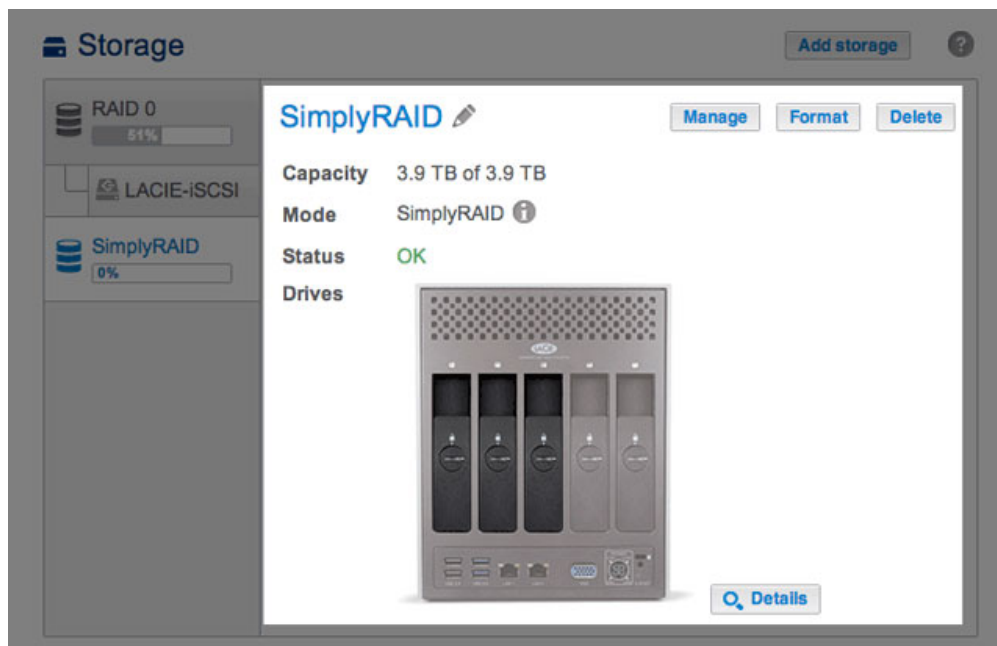 Storage
Add storage
?
RAID 0
51%
LACIE-iSCSI
SimplyRAID
0%
SimplyRAID
Manage
Format
Delete
Capacity 3.9 TB of 3.9 TB
Mode SimplyRAID i
Status OK
Drives
LACIE
Details